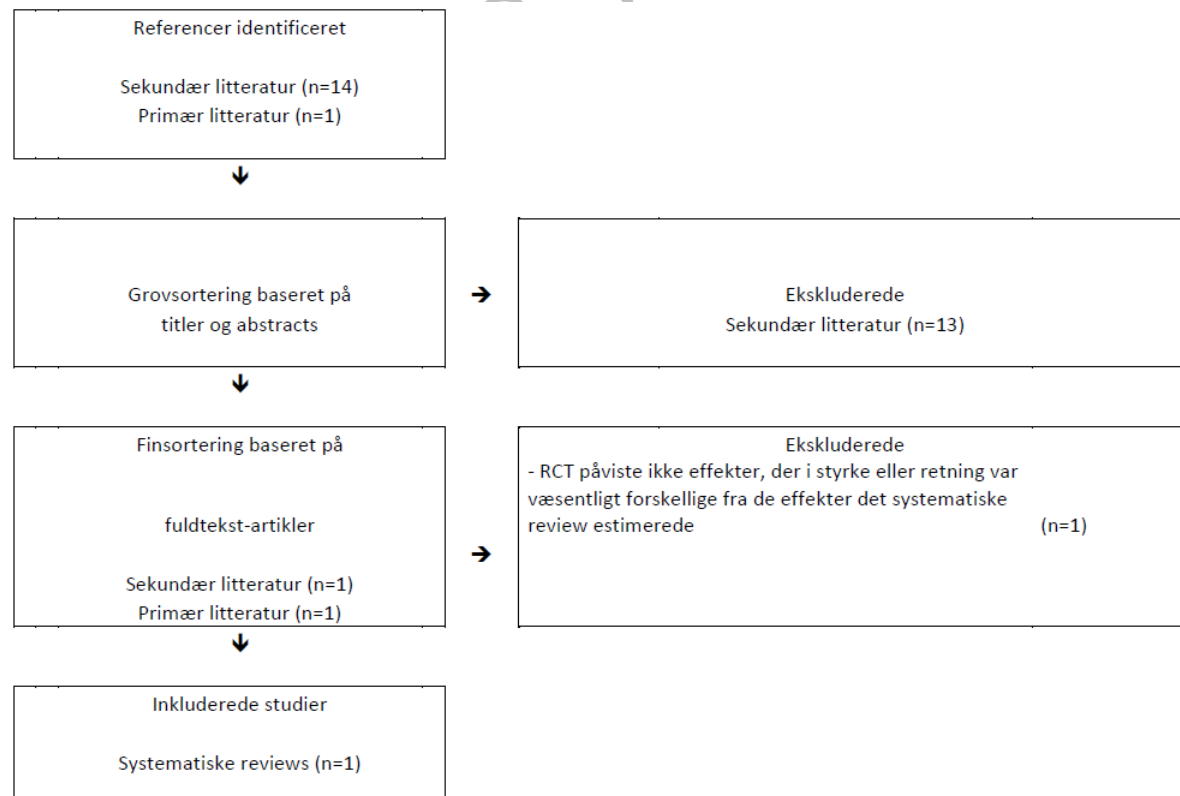 Referencer identificeret
Sekundær litteratur (n=14)
Primær litteratur (n=1)
Grovsortering baseret på
titler og abstracts
Ekskluderede
Sekundær litteratur (n=13)
Finsortering baseret på
fuldtekst-artikler
Sekundær litteratur (n=1)
Primær litteratur (n=1)
Ekskluderede
- RCT påviste ikke effekter, der i styrke eller retning var
væsentligt forskellige fra de effekter det systematiske
review estimerede (n=1)
Inkluderede studier
Systematiske reviews (n=1)